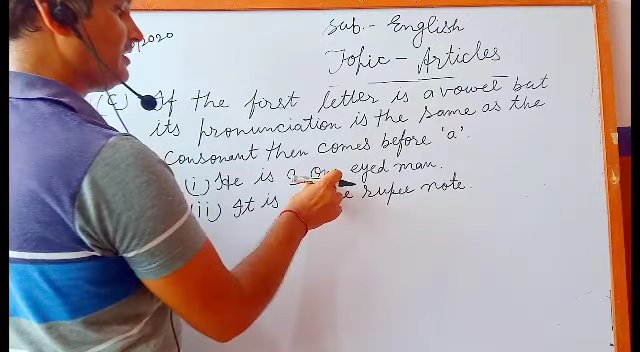 2020
Sub. - English
Topic - Articles
(c) If the first letter is a vowel but
its pronunciation is the same as the
consonant then comes before 'a'.
(i) He is a one eyed man.
(ii) It is rupee note.